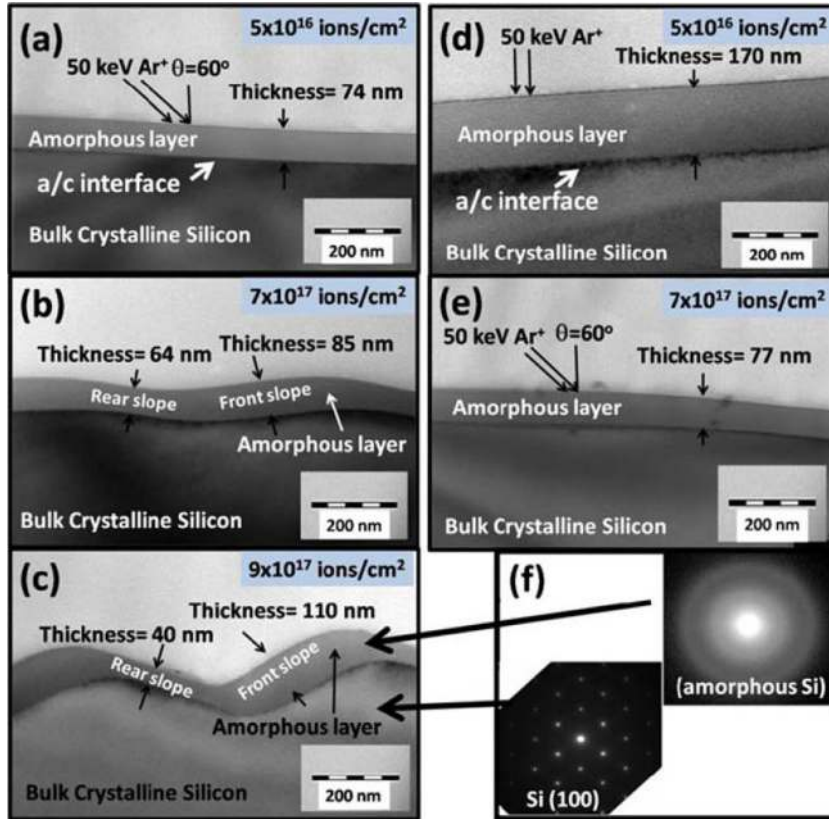 (a)
5x10¹⁶ ions/cm²
50 keV Ar⁺ θ=60°
Thickness= 74 nm
Amorphous layer
a/c interface
Bulk Crystalline Silicon
200 nm
(b)
7x10¹⁷ ions/cm²
Thickness= 64 nm
Thickness= 85 nm
Rear slope
Front slope
Amorphous layer
Bulk Crystalline Silicon
200 nm
(c)
9x10¹⁷ ions/cm²
Thickness= 110 nm
Thickness= 40 nm
Rear slope
Front slope
Amorphous layer
Bulk Crystalline Silicon
200 nm
(d)
5x10¹⁶ ions/cm²
50 keV Ar⁺
Thickness= 170 nm
Amorphous layer
a/c interface
Bulk Crystalline Silicon
200 nm
(e)
7x10¹⁷ ions/cm²
50 keV Ar⁺ θ=60°
Thickness= 77 nm
Amorphous layer
Bulk Crystalline Silicon
200 nm
(f)
(amorphous Si)
Si (100)